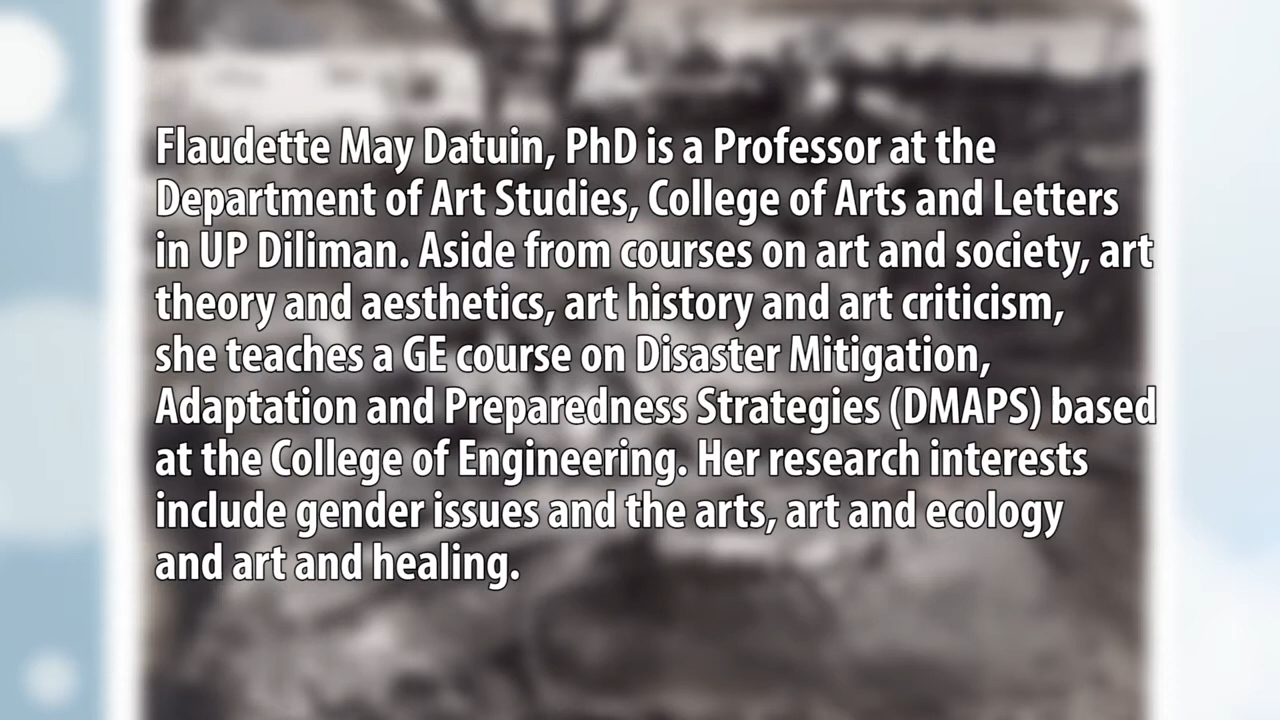 Flaudette May Datuin, PhD is a Professor at the
Department of Art Studies, College of Arts and Letters
in UP Diliman. Aside from courses on art and society, art
theory and aesthetics, art history and art criticism,
she teaches a GE course on Disaster Mitigation,
Adaptation and Preparedness Strategies (DMAPS) based
at the College of Engineering. Her research interests
include gender issues and the arts, art and ecology
and art and healing.